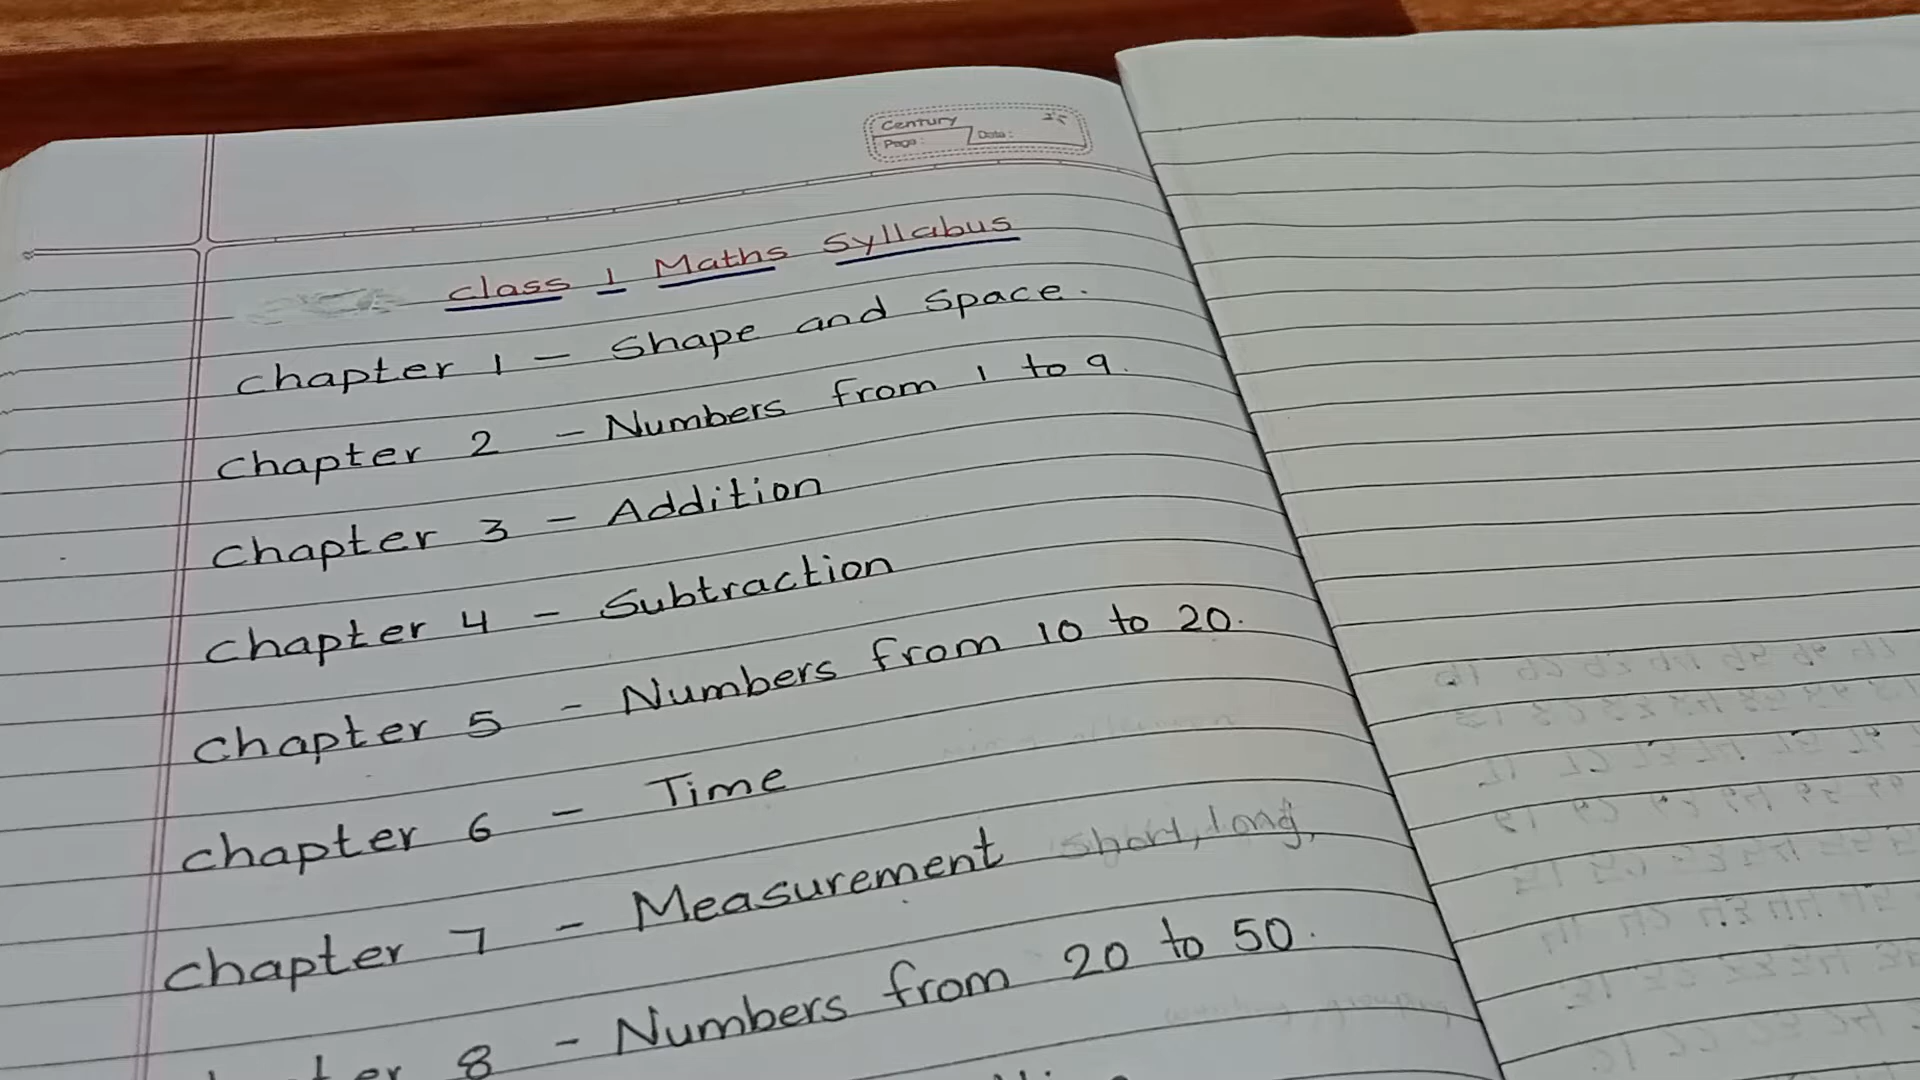 Century
Page: Date:
Class 1 Maths Syllabus
Chapter 1 - Shape and Space.
Chapter 2 - Numbers from 1 to 9.
Chapter 3 - Addition
Chapter 4 - Subtraction
Chapter 5 - Numbers from 10 to 20.
Chapter 6 - Time
Chapter 7 - Measurement short, long,
8 - Numbers from 20 to 50.